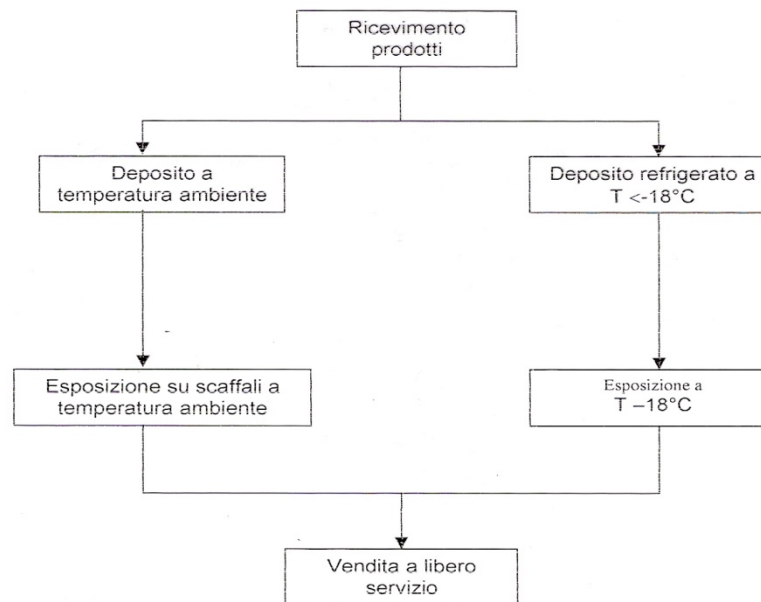 Ricevimento
prodotti
Deposito a
temperatura ambiente
Deposito refrigerato a
T <-18°C
Esposizione su scaffali a
temperatura ambiente
Esposizione a
T –18°C
Vendita a libero
servizio